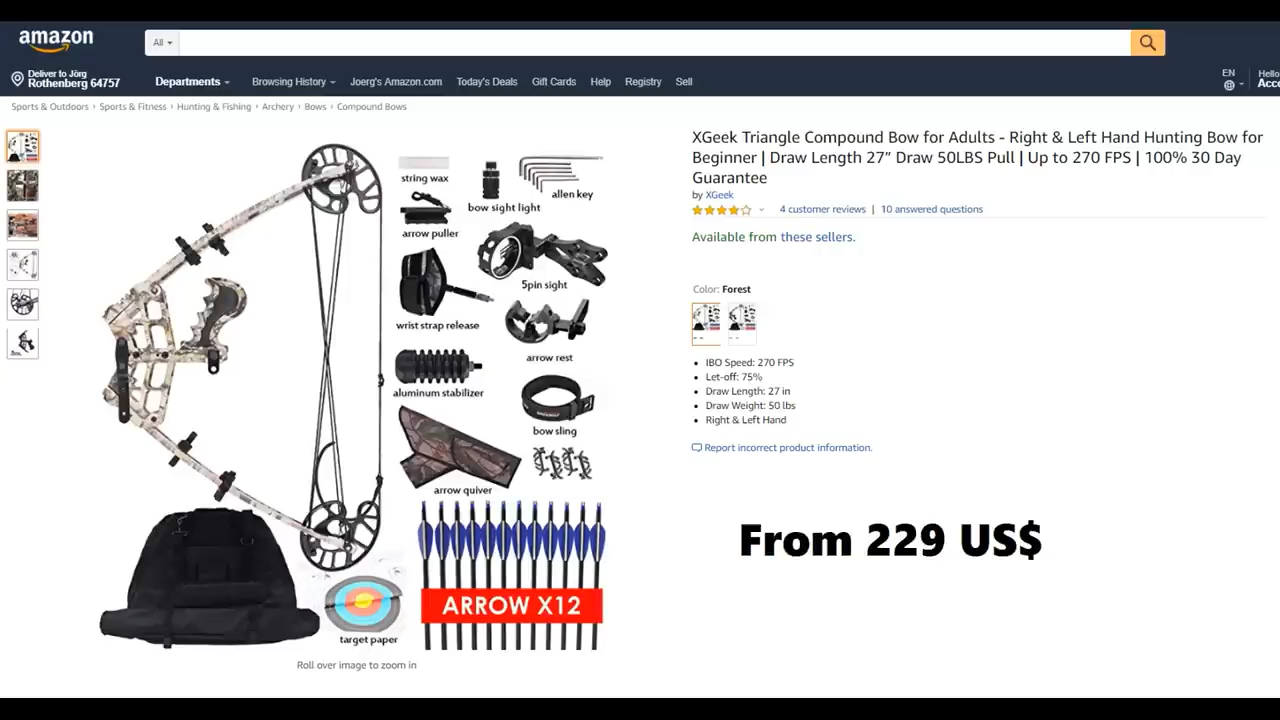 amazon
All
Deliver to Jörg
Rothenberg 64757
Departments
Browsing History
Joerg's Amazon.com
Today's Deals
Gift Cards
Help
Registry
Sell
EN
Hello
Acc
Sports & Outdoors › Sports & Fitness › Hunting & Fishing › Archery › Bows › Compound Bows
string wax
bow sight light
allen key
arrow puller
5pin sight
wrist strap release
arrow rest
aluminum stabilizer
bow sling
arrow quiver
ARROW X12
target paper
Roll over image to zoom in
XGeek Triangle Compound Bow for Adults - Right & Left Hand Hunting Bow for
Beginner | Draw Length 27” Draw 50LBS Pull | Up to 270 FPS | 100% 30 Day
Guarantee
by XGeek
4 customer reviews | 10 answered questions
Available from these sellers.
Color: Forest
• IBO Speed: 270 FPS
• Let-off: 75%
• Draw Length: 27 in
• Draw Weight: 50 lbs
• Right & Left Hand
Report incorrect product information.
From 229 US$